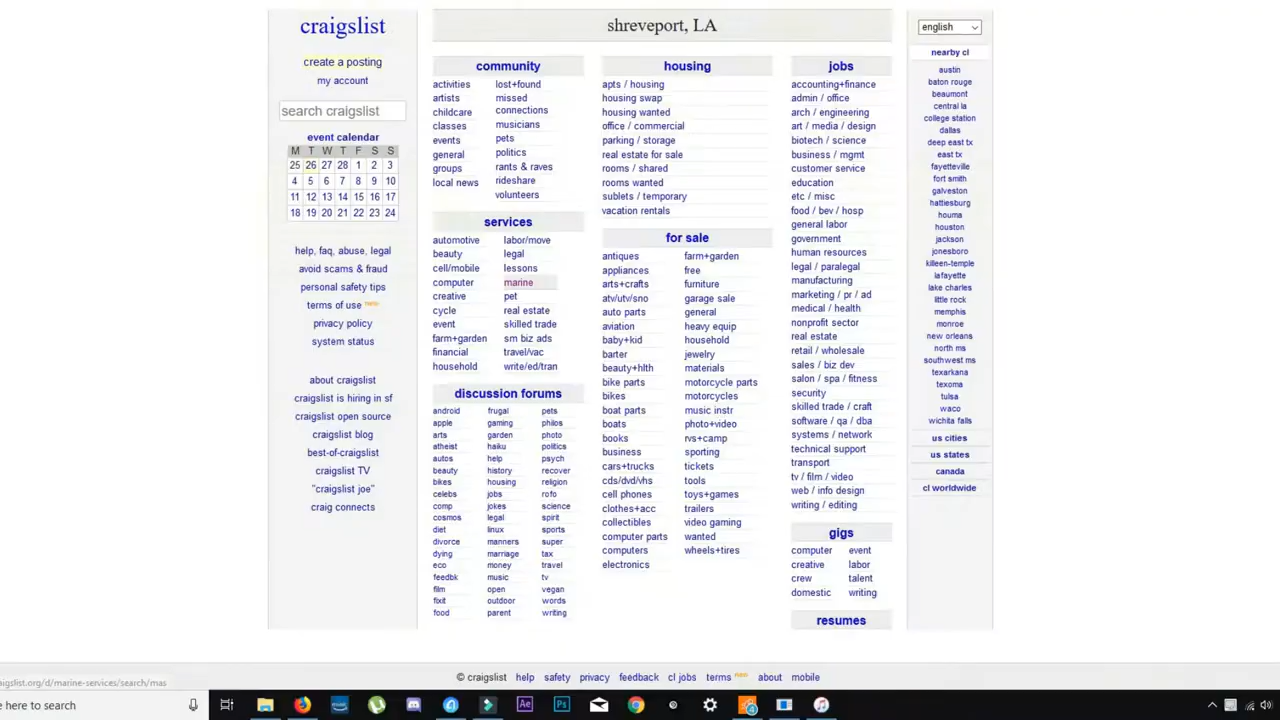 craigslist
create a posting
my account
search craigslist
event calendar
M T W T F S S
25 26 27 28 1 2 3
4 5 6 7 8 9 10
11 12 13 14 15 16 17
18 19 20 21 22 23 24
help, faq, abuse, legal
avoid scams & fraud
personal safety tips
terms of use new
privacy policy
system status
about craigslist
craigslist is hiring in sf
craigslist open source
craigslist blog
best-of-craigslist
craigslist TV
"craigslist joe"
craig connects
shreveport, LA
community
activities
artists
childcare
classes
events
general
groups
local news
lost+found
missed
connections
musicians
pets
politics
rants & raves
rideshare
volunteers
services
automotive
beauty
cell/mobile
computer
creative
cycle
event
farm+garden
financial
household
labor/move
legal
lessons
marine
pet
real estate
skilled trade
sm biz ads
travel/vac
write/ed/tran
discussion forums
android
apple
arts
atheist
autos
beauty
bikes
celebs
comp
cosmos
diet
divorce
dying
eco
feedbk
film
fixit
food
frugal
gaming
garden
haiku
help
history
housing
jobs
jokes
legal
linux
manners
marriage
money
music
open
outdoor
parent
pets
philos
photo
politics
psych
recover
religion
rofo
science
spirit
sports
super
tax
travel
tv
vegan
words
writing
housing
apts / housing
housing swap
housing wanted
office / commercial
parking / storage
real estate for sale
rooms / shared
rooms wanted
sublets / temporary
vacation rentals
for sale
antiques
appliances
arts+crafts
atv/utv/sno
auto parts
aviation
baby+kid
barter
beauty+hlth
bike parts
bikes
boat parts
boats
books
business
cars+trucks
cds/dvd/vhs
cell phones
clothes+acc
collectibles
computer parts
computers
electronics
farm+garden
free
furniture
garage sale
general
heavy equip
household
jewelry
materials
motorcycle parts
motorcycles
music instr
photo+video
rvs+camp
sporting
tickets
tools
toys+games
trailers
video gaming
wanted
wheels+tires
jobs
accounting+finance
admin / office
arch / engineering
art / media / design
biotech / science
business / mgmt
customer service
education
etc / misc
food / bev / hosp
general labor
government
human resources
legal / paralegal
manufacturing
marketing / pr / ad
medical / health
nonprofit sector
real estate
retail / wholesale
sales / biz dev
salon / spa / fitness
security
skilled trade / craft
software / qa / dba
systems / network
technical support
transport
tv / film / video
web / info design
writing / editing
gigs
computer
creative
crew
domestic
event
labor
talent
writing
resumes
english
nearby cl
austin
baton rouge
beaumont
central la
college station
dallas
deep east tx
east tx
fayetteville
fort smith
galveston
hattiesburg
houma
houston
jackson
jonesboro
killeen-temple
lafayette
lake charles
little rock
memphis
monroe
new orleans
north ms
southwest ms
texarkana
texoma
tulsa
waco
wichita falls
us cities
us states
canada
cl worldwide
© craigslist help safety privacy feedback cl jobs terms new about mobile
aigslist.org/d/marine-services/search/mas
here to search
Ae Ps